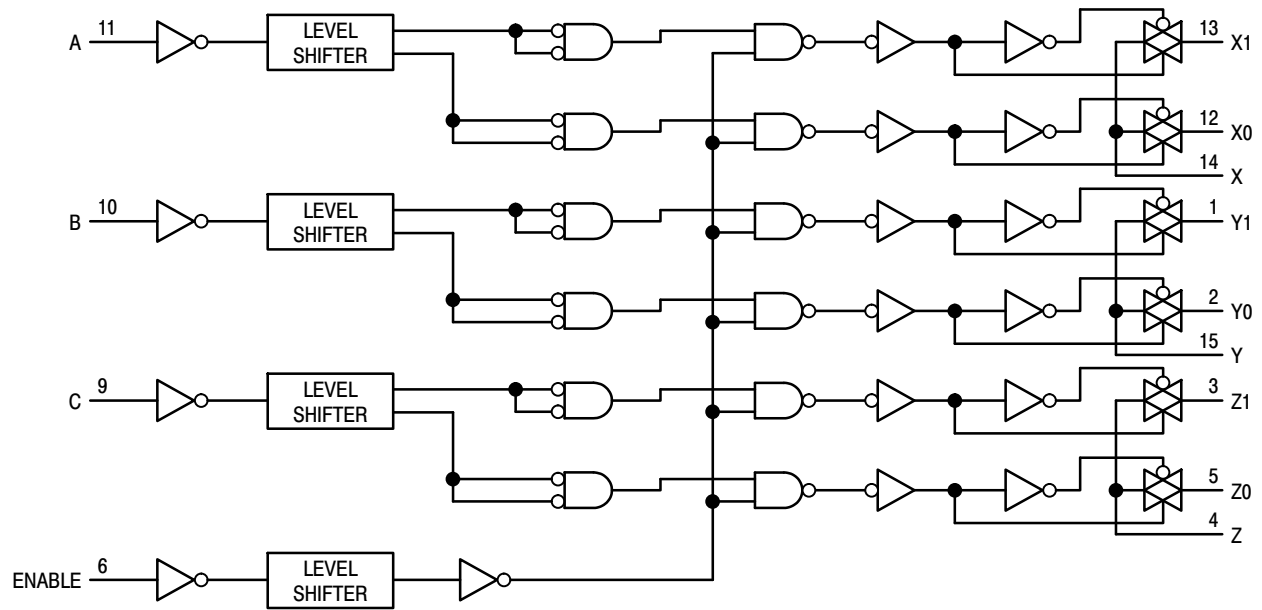 A 11
LEVEL
SHIFTER
13 X1
12 X0
14 X
B 10
LEVEL
SHIFTER
1 Y1
2 Y0
15 Y
C 9
LEVEL
SHIFTER
3 Z1
5 Z0
4 Z
ENABLE 6
LEVEL
SHIFTER